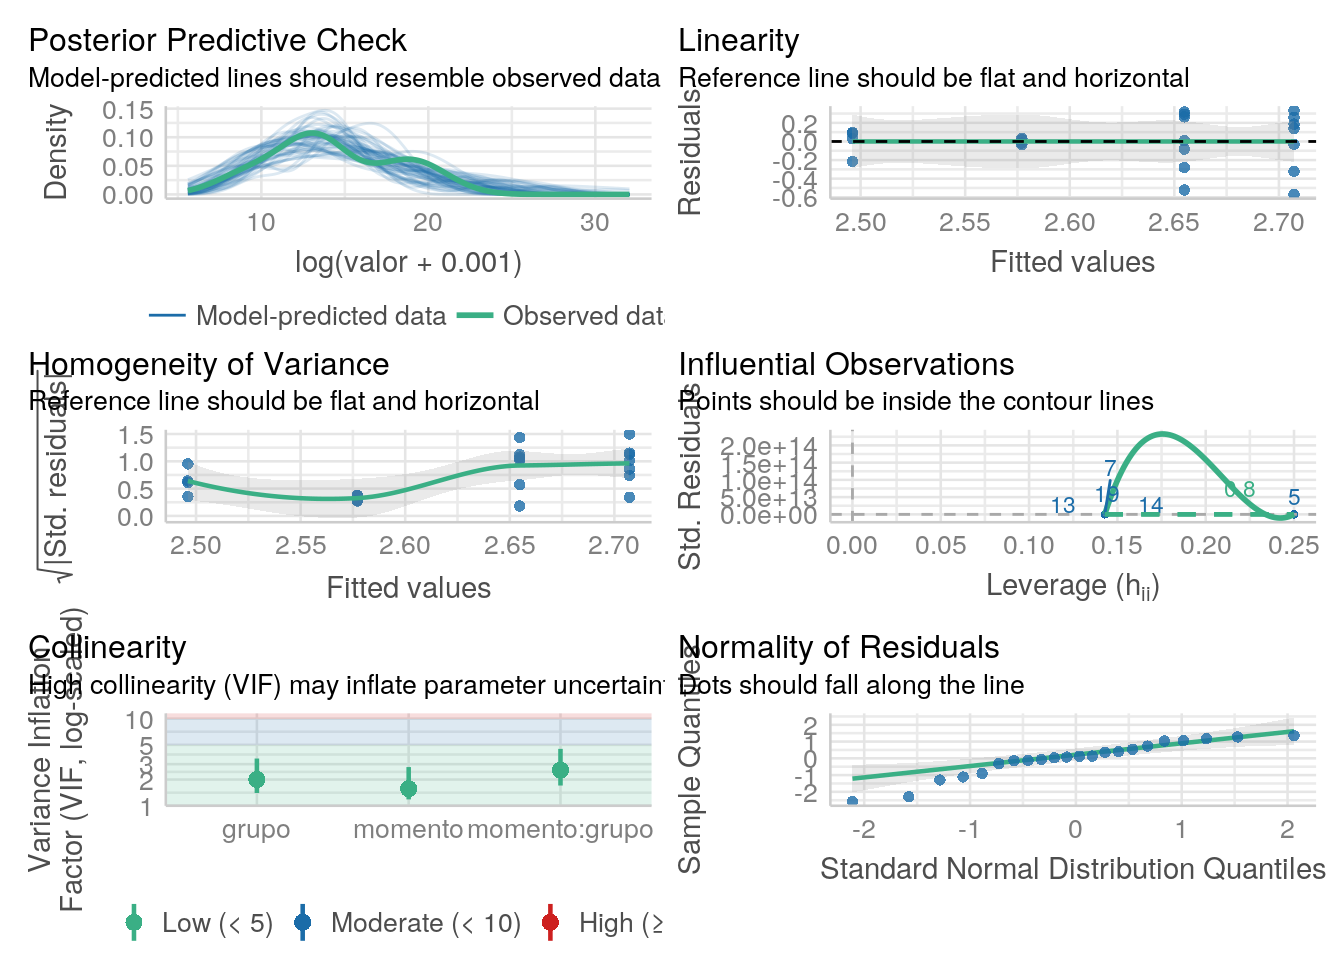 Posterior Predictive Check
Model-predicted lines should resemble observed data
Density
0.15
0.10
0.05
0.00
10 20 30
log(valor + 0.001)
Model-predicted data Observed data
Linearity
Reference line should be flat and horizontal
Residuals
0.2
0.0
-0.2
-0.4
-0.6
2.50 2.55 2.60 2.65 2.70
Fitted values
Homogeneity of Variance
Reference line should be flat and horizontal
√|Std. residuals|
1.5
1.0
0.5
0.0
2.50 2.55 2.60 2.65 2.70
Fitted values
Influential Observations
Points should be inside the contour lines
Std. Residuals
2.0e+14
1.5e+14
1.0e+14
5.0e+13
0.0e+00
7
13
14
0.8
5
0.00 0.05 0.10 0.15 0.20 0.25
Leverage (hii)
Collinearity
High collinearity (VIF) may inflate parameter uncertain
Variance Inflation
Factor (VIF, log-scaled)
10
5
3
2
1
grupo momento momento:grupo
Low (< 5) Moderate (< 10) High (≥
Normality of Residuals
Dots should fall along the line
Sample Quantiles
2
1
0
-1
-2
-2 -1 0 1 2
Standard Normal Distribution Quantiles